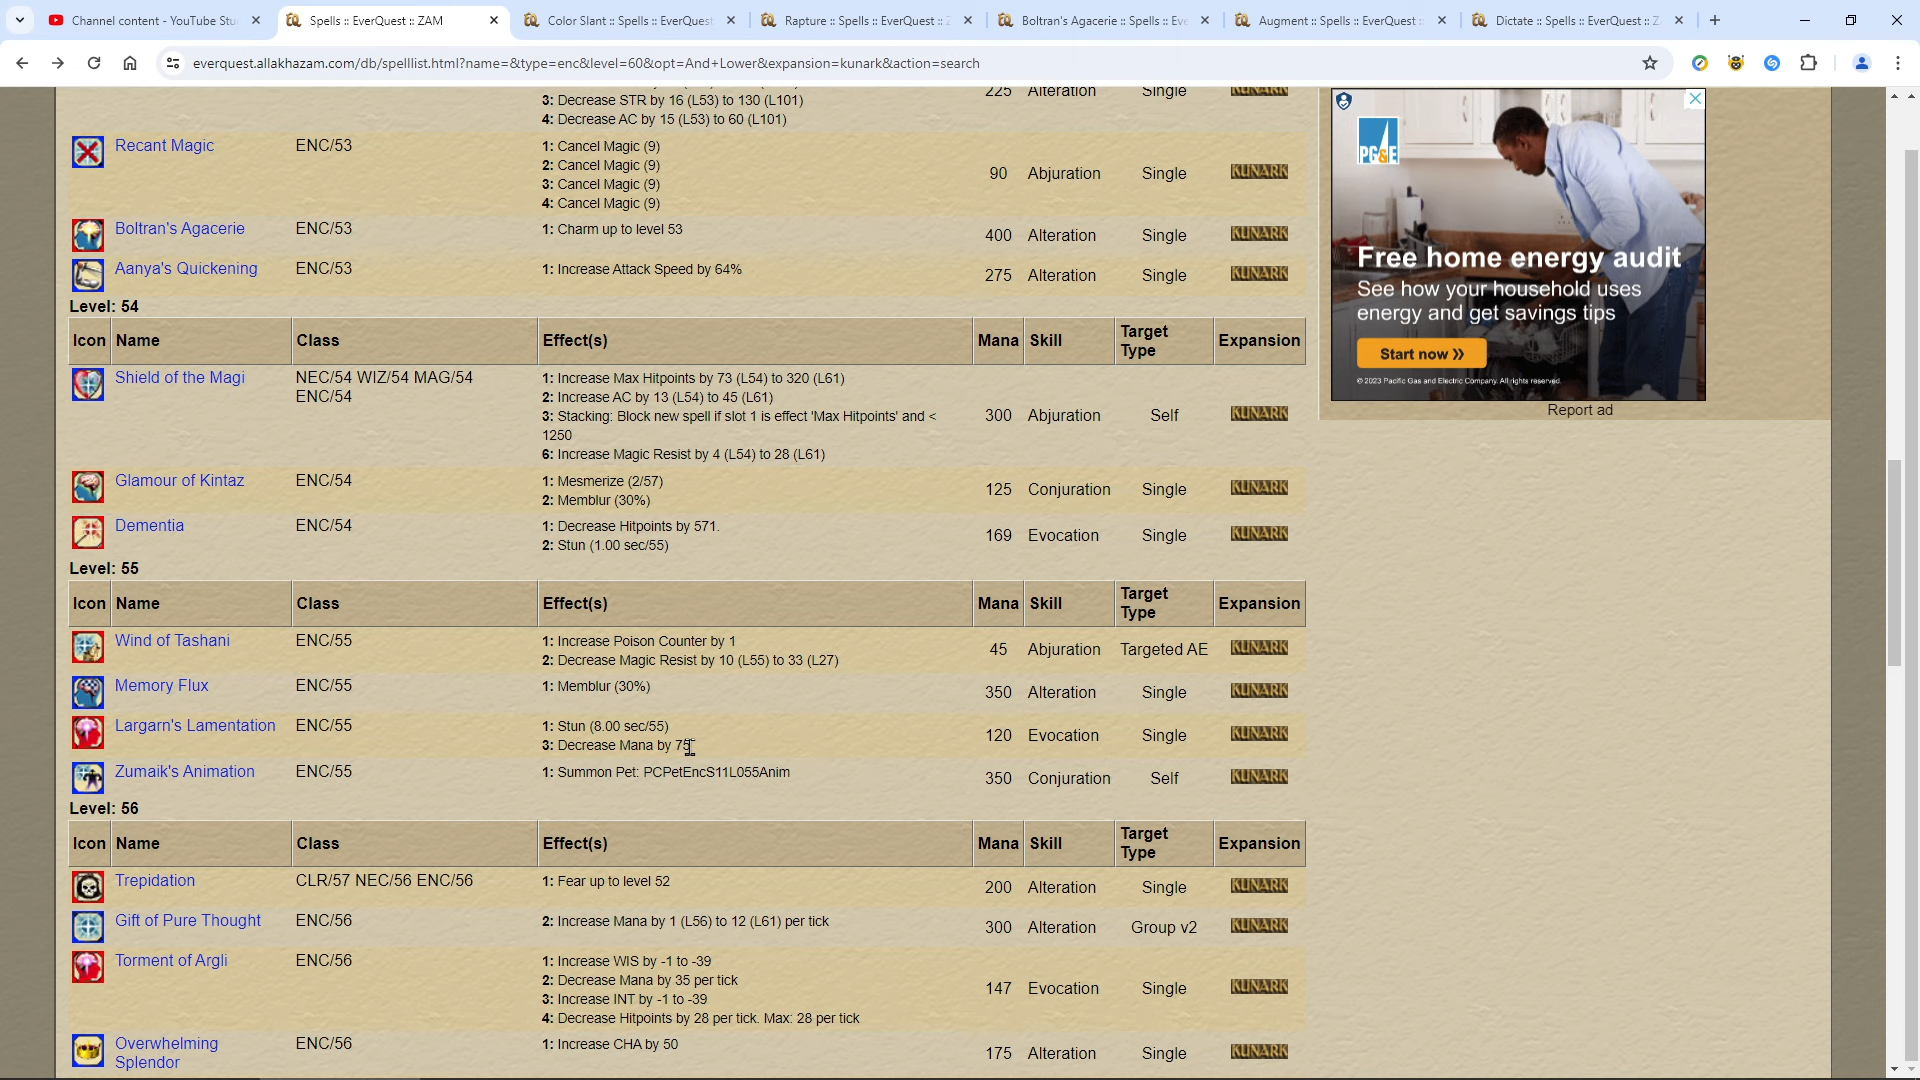 Channel content - YouTube Stu
Spells :: EverQuest :: ZAM
Color Slant :: Spells :: EverQuest
Rapture :: Spells :: EverQuest :: Z
Boltran's Agacerie :: Spells :: Eve
Augment :: Spells :: EverQuest ::
Dictate :: Spells :: EverQuest :: Z
everquest.allakhazam.com/db/spelllist.html?name=&type=enc&level=60&opt=And+Lower&expansion=kunark&action=search
3: Decrease STR by 16 (L53) to 130 (L101)
4: Decrease AC by 15 (L53) to 60 (L101)
225 Alteration Single KUNARK
Recant Magic ENC/53
1: Cancel Magic (9)
2: Cancel Magic (9)
3: Cancel Magic (9)
4: Cancel Magic (9)
90 Abjuration Single KUNARK
Boltran's Agacerie ENC/53 1: Charm up to level 53 400 Alteration Single KUNARK
Aanya's Quickening ENC/53 1: Increase Attack Speed by 64% 275 Alteration Single KUNARK
Level: 54
Icon Name Class Effect(s) Mana Skill Target Type Expansion
Shield of the Magi NEC/54 WIZ/54 MAG/54
ENC/54
1: Increase Max Hitpoints by 73 (L54) to 320 (L61)
2: Increase AC by 13 (L54) to 45 (L61)
3: Stacking: Block new spell if slot 1 is effect 'Max Hitpoints' and <
1250
6: Increase Magic Resist by 4 (L54) to 28 (L61)
300 Abjuration Self KUNARK
Glamour of Kintaz ENC/54
1: Mesmerize (2/57)
2: Memblur (30%)
125 Conjuration Single KUNARK
Dementia ENC/54
1: Decrease Hitpoints by 571.
2: Stun (1.00 sec/55)
169 Evocation Single KUNARK
Level: 55
Icon Name Class Effect(s) Mana Skill Target Type Expansion
Wind of Tashani ENC/55
1: Increase Poison Counter by 1
2: Decrease Magic Resist by 10 (L55) to 33 (L27)
45 Abjuration Targeted AE KUNARK
Memory Flux ENC/55 1: Memblur (30%) 350 Alteration Single KUNARK
Largarn's Lamentation ENC/55
1: Stun (8.00 sec/55)
3: Decrease Mana by 75
120 Evocation Single KUNARK
Zumaik's Animation ENC/55 1: Summon Pet: PCPetEncS11L055Anim 350 Conjuration Self KUNARK
Level: 56
Icon Name Class Effect(s) Mana Skill Target Type Expansion
Trepidation CLR/57 NEC/56 ENC/56 1: Fear up to level 52 200 Alteration Single KUNARK
Gift of Pure Thought ENC/56 2: Increase Mana by 1 (L56) to 12 (L61) per tick 300 Alteration Group v2 KUNARK
Torment of Argli ENC/56
1: Increase WIS by -1 to -39
2: Decrease Mana by 35 per tick
3: Increase INT by -1 to -39
4: Decrease Hitpoints by 28 per tick. Max: 28 per tick
147 Evocation Single KUNARK
Overwhelming
Splendor
ENC/56 1: Increase CHA by 50 175 Alteration Single KUNARK
PG&E
Free home energy audit
See how your household uses
energy and get savings tips
Start now »
© 2023 Pacific Gas and Electric Company. All rights reserved.
Report ad